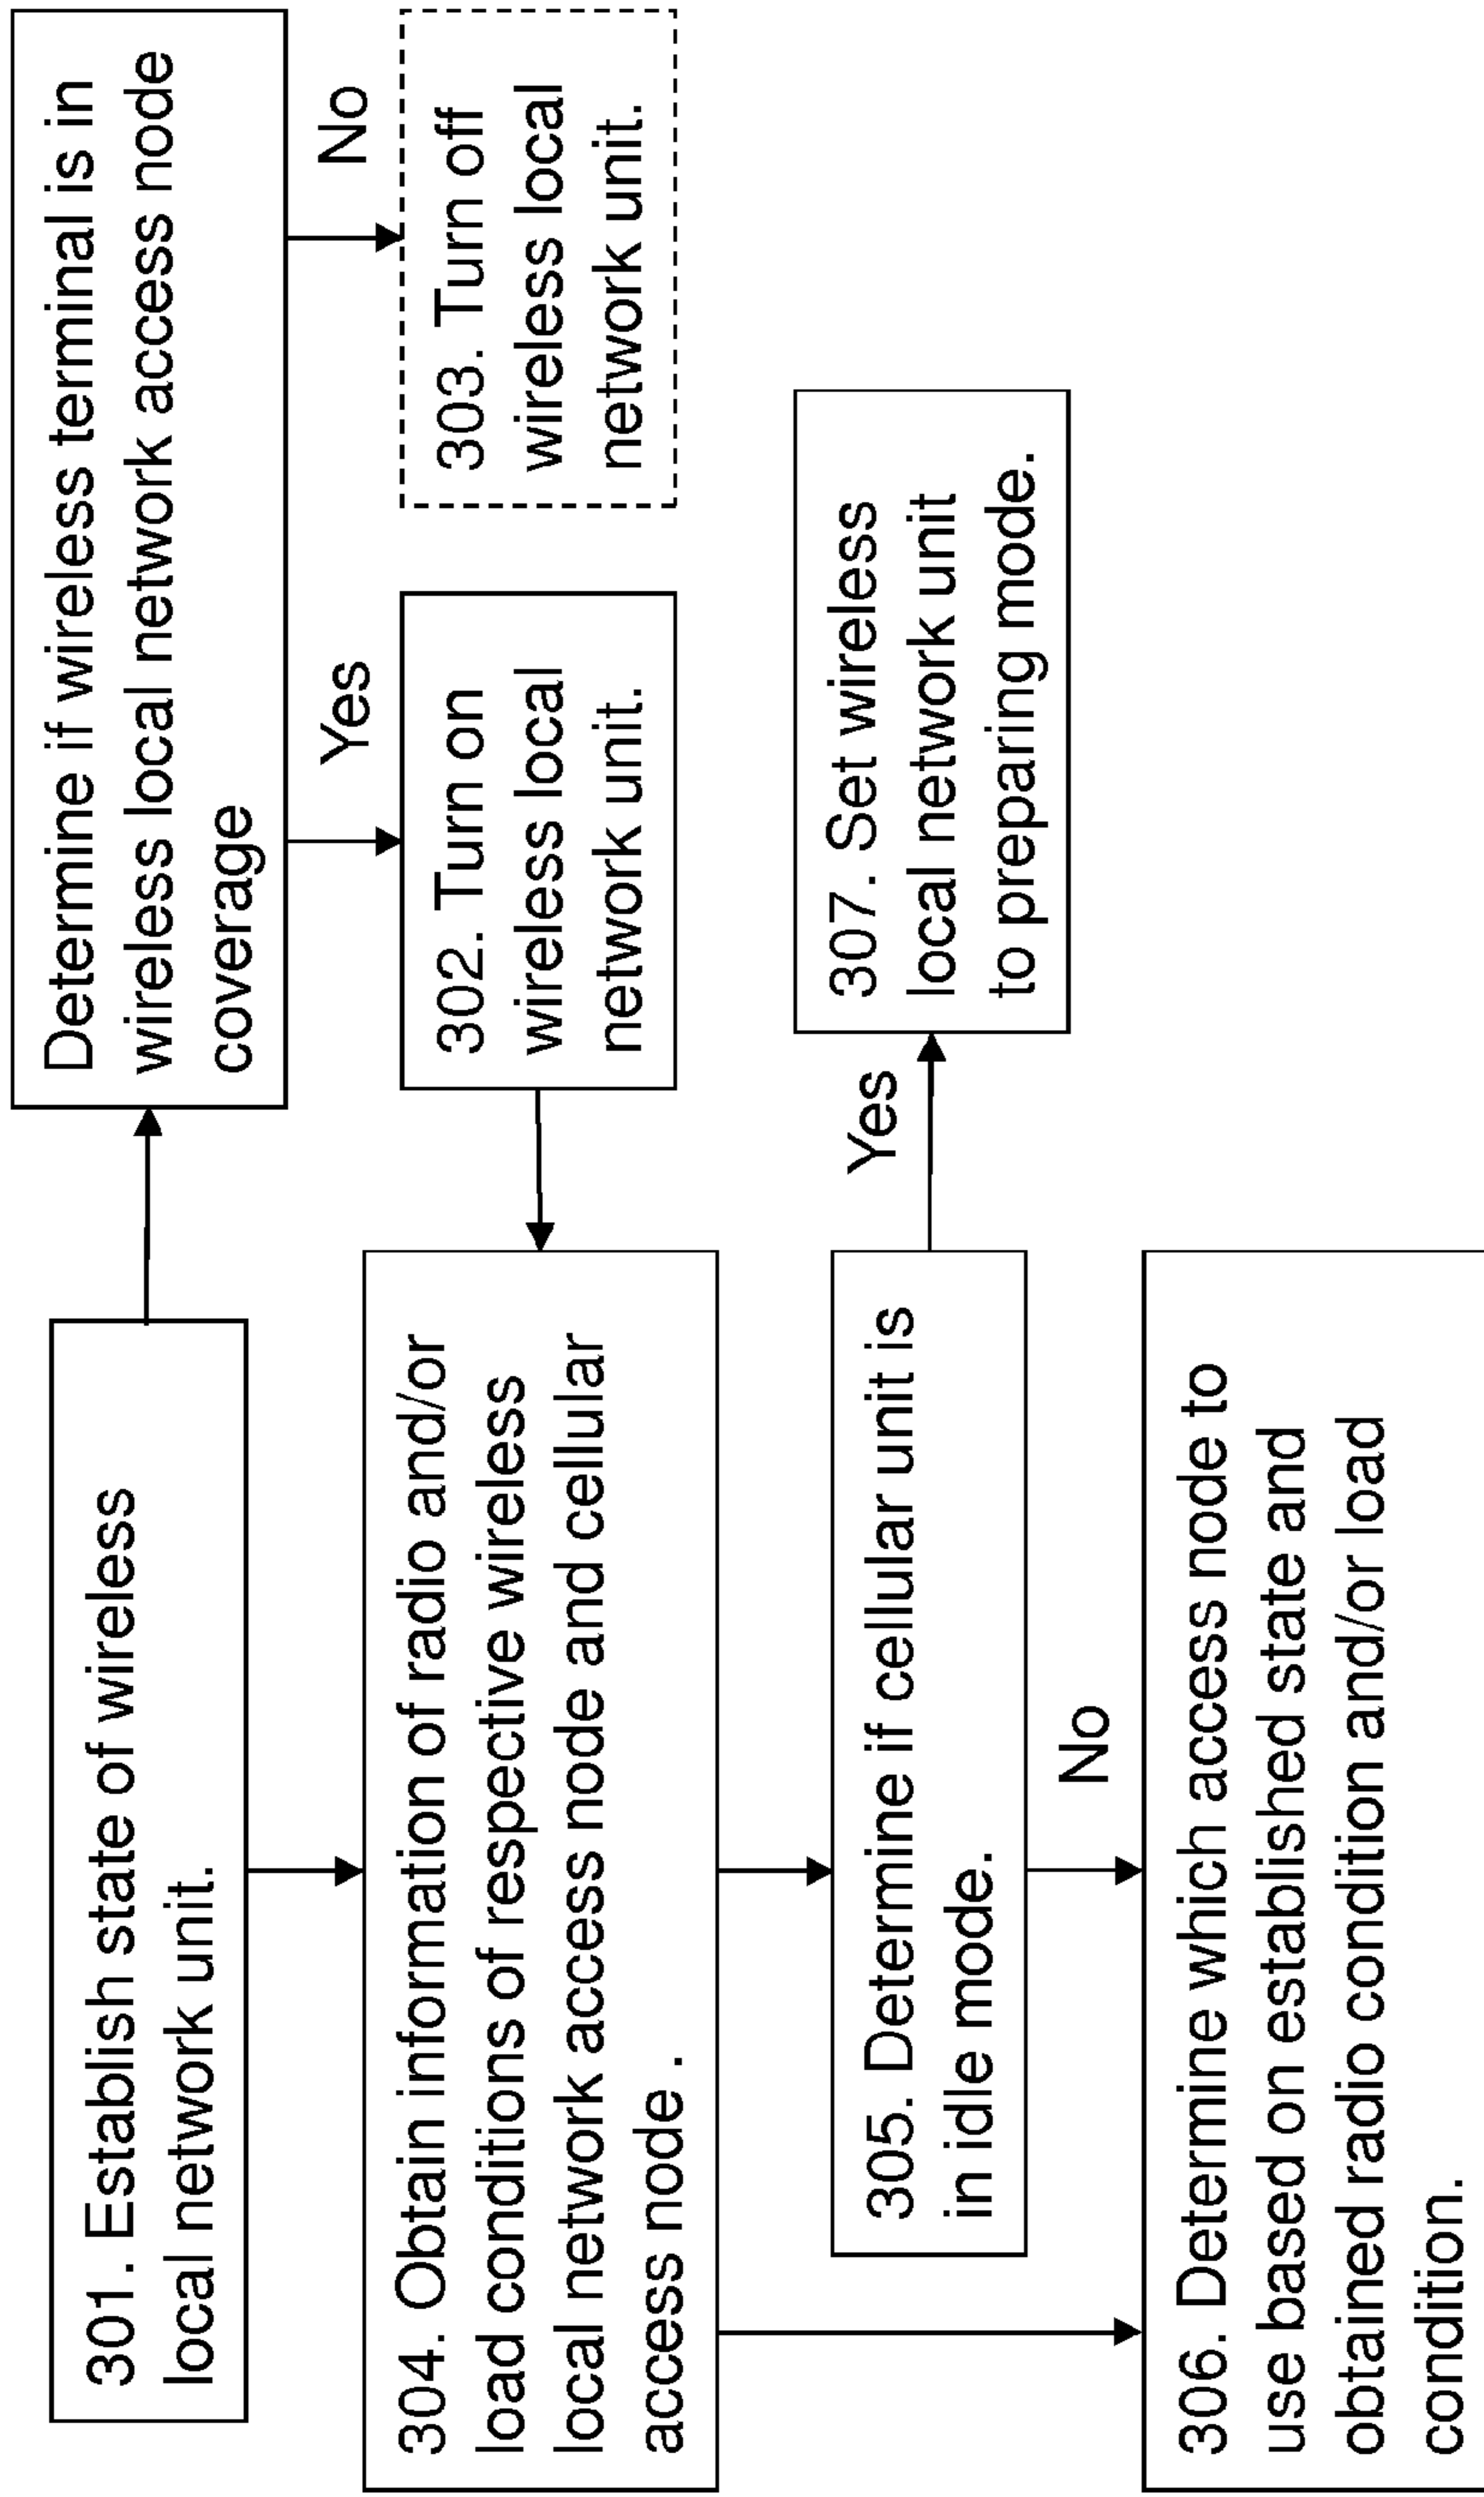 301. Establish state of wireless
local network unit.
Determine if wireless terminal is in
wireless local network access node
coverage
Yes
No
302. Turn on
wireless local
network unit.
303. Turn off
wireless local
network unit.
304. Obtain information of radio and/or
load conditions of respective wireless
local network access node and cellular
access node .
305. Determine if cellular unit is
in idle mode.
Yes
307. Set wireless
local network unit
to preparing mode.
No
306. Determine which access node to
use based on established state and
obtained radio condition and/or load
condition.